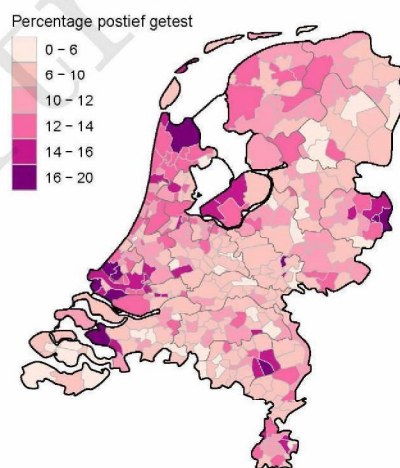 Percentage postief getest
0 – 6
6 – 10
10 – 12
12 – 14
14 – 16
16 – 20